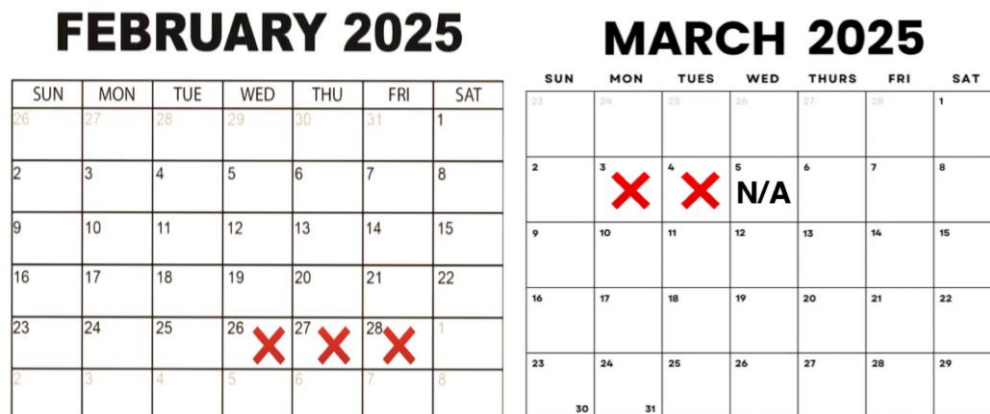 FEBRUARY 2025
SUN MON TUE WED THU FRI SAT
26 27 28 29 30 31 1
2 3 4 5 6 7 8
9 10 11 12 13 14 15
16 17 18 19 20 21 22
23 24 25 26 27 28 1
2 3 4 5 6 7 8
MARCH 2025
SUN MON TUES WED THURS FRI SAT
23 24 25 26 27 28 1
2 3 4 5 6 7 8
N/A
9 10 11 12 13 14 15
16 17 18 19 20 21 22
23 24 25 26 27 28 29
30 31